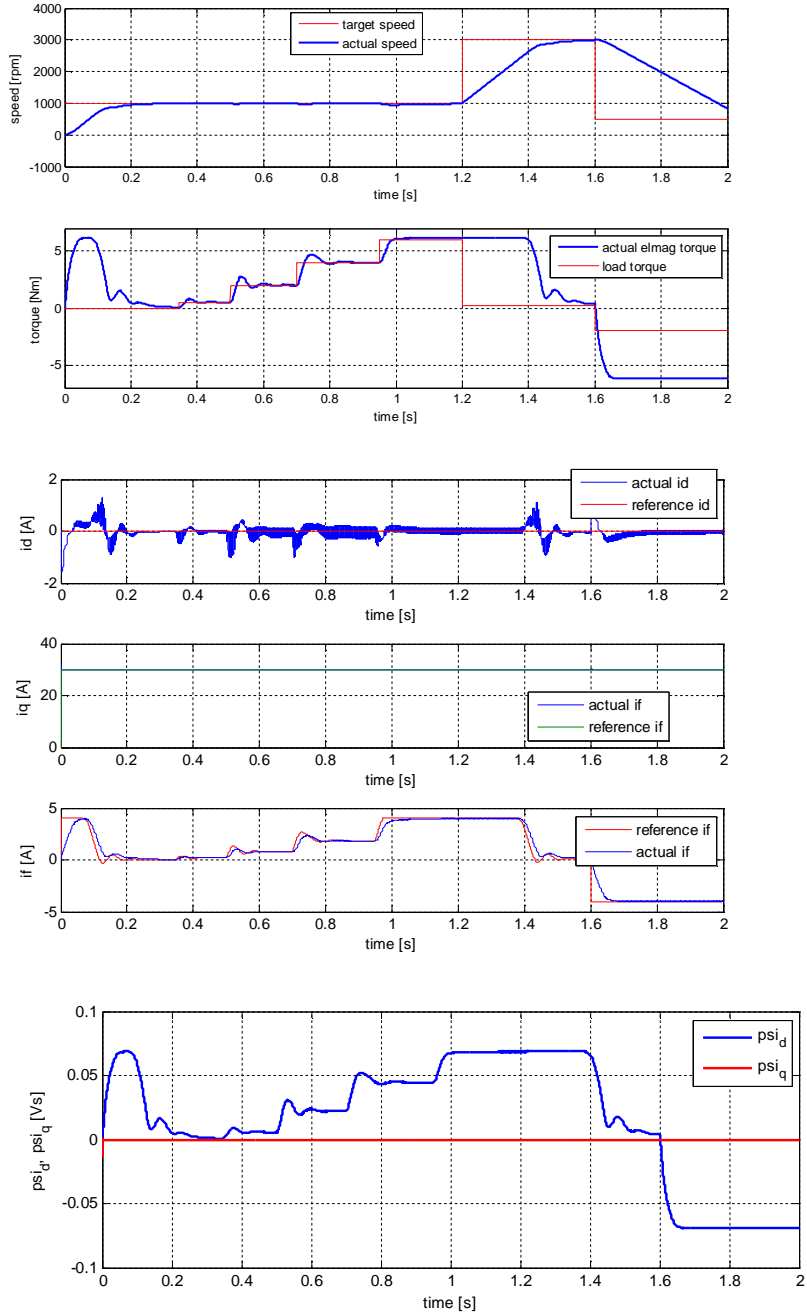 4000
3000
2000
1000
0
-1000
speed [rpm]
target speed
actual speed
0 0.2 0.4 0.6 0.8 1 1.2 1.4 1.6 1.8 2
time [s]
5
0
-5
torque [Nm]
actual elmag torque
load torque
0 0.2 0.4 0.6 0.8 1 1.2 1.4 1.6 1.8 2
time [s]
2
0
-2
id [A]
actual id
reference id
0 0.2 0.4 0.6 0.8 1 1.2 1.4 1.6 1.8 2
time [s]
40
20
0
iq [A]
actual if
reference if
0 0.2 0.4 0.6 0.8 1 1.2 1.4 1.6 1.8 2
time [s]
5
0
-5
if [A]
reference if
actual if
0 0.2 0.4 0.6 0.8 1 1.2 1.4 1.6 1.8 2
time [s]
0.1
0.05
0
-0.05
-0.1
psi_d, psi_q [Vs]
psi_d
psi_q
0 0.2 0.4 0.6 0.8 1 1.2 1.4 1.6 1.8 2
time [s]